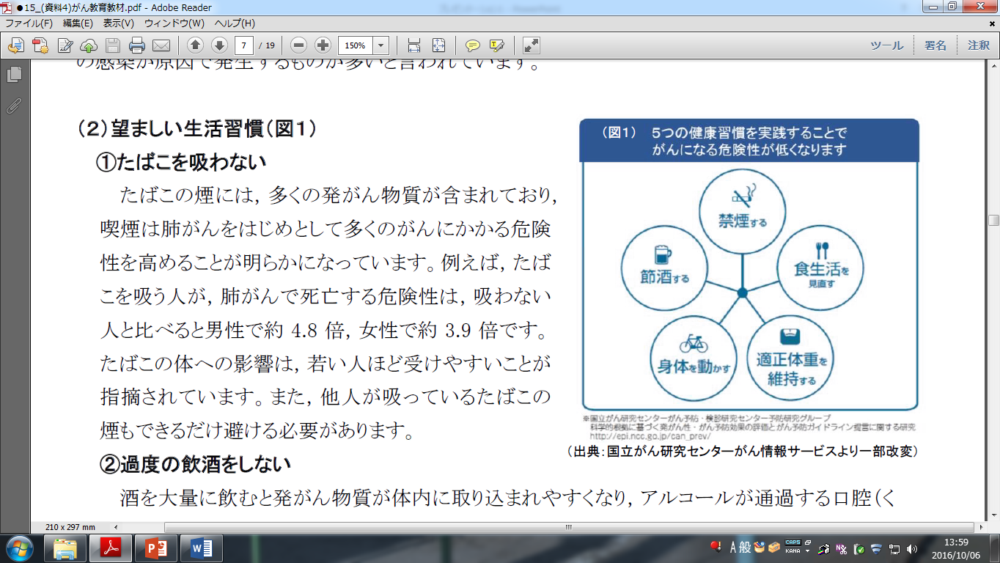 ●15_(資料4)がん教育教材.pdf - Adobe Reader
ファイル(F) 編集(E) 表示(V) ウィンドウ(W) ヘルプ(H)
7 / 19 150% ツール 署名 注釈
の感染が原因で発生するものが多いと言われています。
(2)望ましい生活習慣(図1)
①たばこを吸わない
たばこの煙には,多くの発がん物質が含まれており,
喫煙は肺がんをはじめとして多くのがんにかかる危険
性を高めることが明らかになっています。例えば,たば
こを吸う人が,肺がんで死亡する危険性は,吸わない
人と比べると男性で約 4.8 倍,女性で約 3.9 倍です。
たばこの体への影響は,若い人ほど受けやすいことが
指摘されています。また,他人が吸っているたばこの
煙もできるだけ避ける必要があります。
(図1) 5つの健康習慣を実践することで
がんになる危険性が低くなります
禁煙する
節酒する
食生活を
見直す
身体を動かす
適正体重を
維持する
※国立がん研究センターがん予防・検診研究センター予防研究グループ
科学的根拠に基づく発がん性・がん予防効果の評価とがん予防ガイドライン提言に関する研究
http://epi.ncc.go.jp/can_prev/
(出典:国立がん研究センターがん情報サービスより一部改変)
②過度の飲酒をしない
酒を大量に飲むと発がん物質が体内に取り込まれやすくなり,アルコールが通過する口腔(く
210 x 297 mm
A 般 CAPS KANA
13:59
2016/10/06